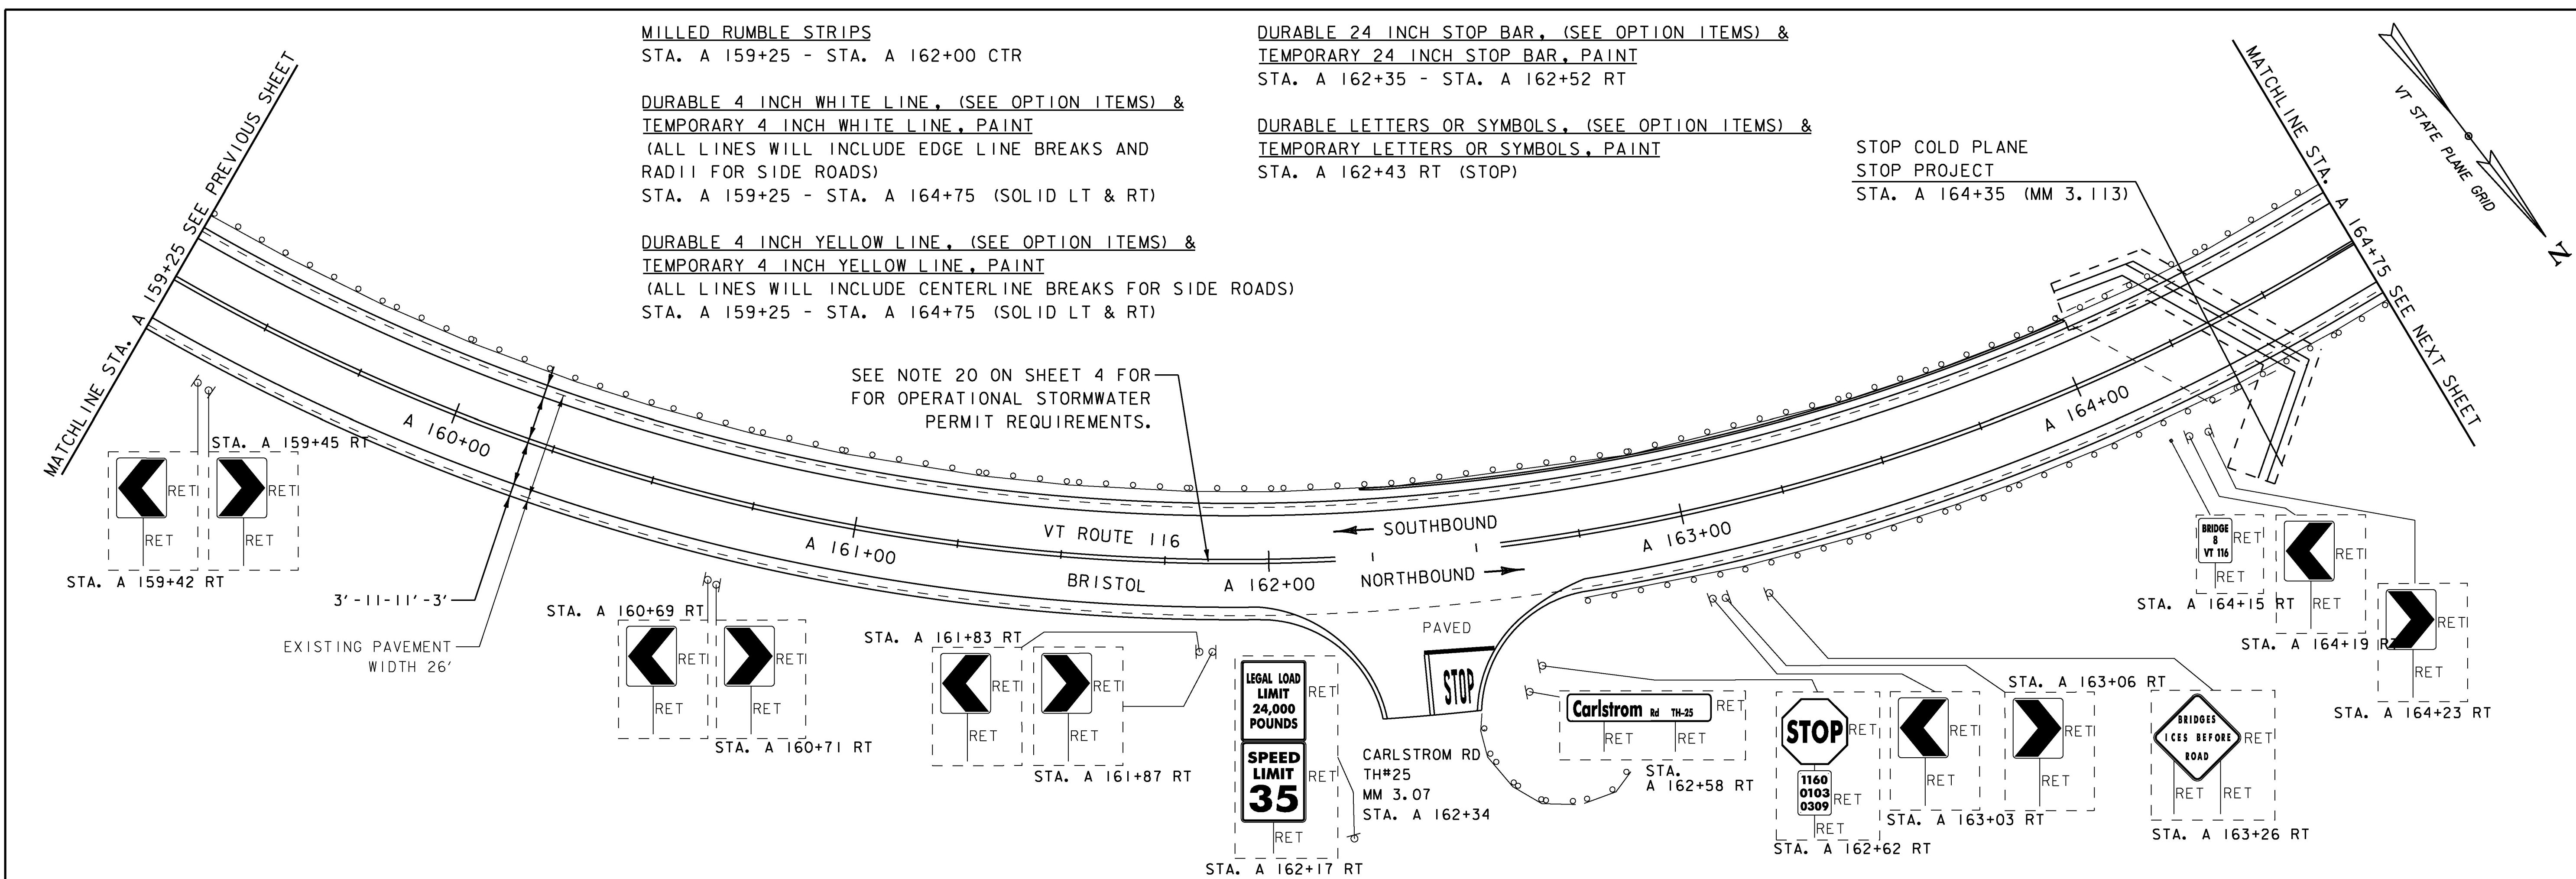 MILLED RUMBLE STRIPS
STA. A 159+25 - STA. A 162+00 CTR
DURABLE 4 INCH WHITE LINE, (SEE OPTION ITEMS) &
TEMPORARY 4 INCH WHITE LINE, PAINT
(ALL LINES WILL INCLUDE EDGE LINE BREAKS AND
RADII FOR SIDE ROADS)
STA. A 159+25 - STA. A 164+75 (SOLID LT & RT)
DURABLE 4 INCH YELLOW LINE, (SEE OPTION ITEMS) &
TEMPORARY 4 INCH YELLOW LINE, PAINT
(ALL LINES WILL INCLUDE CENTERLINE BREAKS FOR SIDE ROADS)
STA. A 159+25 - STA. A 164+75 (SOLID LT & RT)
DURABLE 24 INCH STOP BAR, (SEE OPTION ITEMS) &
TEMPORARY 24 INCH STOP BAR, PAINT
STA. A 162+35 - STA. A 162+52 RT
DURABLE LETTERS OR SYMBOLS, (SEE OPTION ITEMS) &
TEMPORARY LETTERS OR SYMBOLS, PAINT
STA. A 162+43 RT (STOP)
STOP COLD PLANE
STOP PROJECT
STA. A 164+35 (MM 3.113)
VT STATE PLANE GRID
N
MATCHLINE STA. A 159+25 SEE PREVIOUS SHEET
MATCHLINE STA. A 164+75 SEE NEXT SHEET
SEE NOTE 20 ON SHEET 4 FOR
FOR OPERATIONAL STORMWATER
PERMIT REQUIREMENTS.
A 160+00
A 161+00
VT ROUTE 116
BRISTOL
A 162+00
SOUTHBOUND
NORTHBOUND
A 163+00
A 164+00
STA. A 159+45 RT
RET
RET
RET
RET
STA. A 159+42 RT
3'-11-11'-3'
EXISTING PAVEMENT
WIDTH 26'
STA. A 160+69 RT
RET
RET
RET
RET
STA. A 160+71 RT
STA. A 161+83 RT
RET
RET
RET
RET
STA. A 161+87 RT
LEGAL LOAD
LIMIT
24,000
POUNDS
RET
SPEED
LIMIT
35
RET
RET
STA. A 162+17 RT
PAVED
STOP
CARLSTROM RD
TH#25
MM 3.07
STA. A 162+34
Carlstrom Rd TH-25
RET
RET
RET
STA.
A 162+58 RT
STOP
RET
1160
0103
0309
RET
RET
STA. A 162+62 RT
RET
RET
STA. A 163+03 RT
STA. A 163+06 RT
RET
RET
BRIDGES
ICES BEFORE
ROAD
RET
RET
RET
STA. A 163+26 RT
BRIDGE
8
VT 116
RET
RET
STA. A 164+15 RT
RET
RET
STA. A 164+19 RT
RET
RET
STA. A 164+23 RT